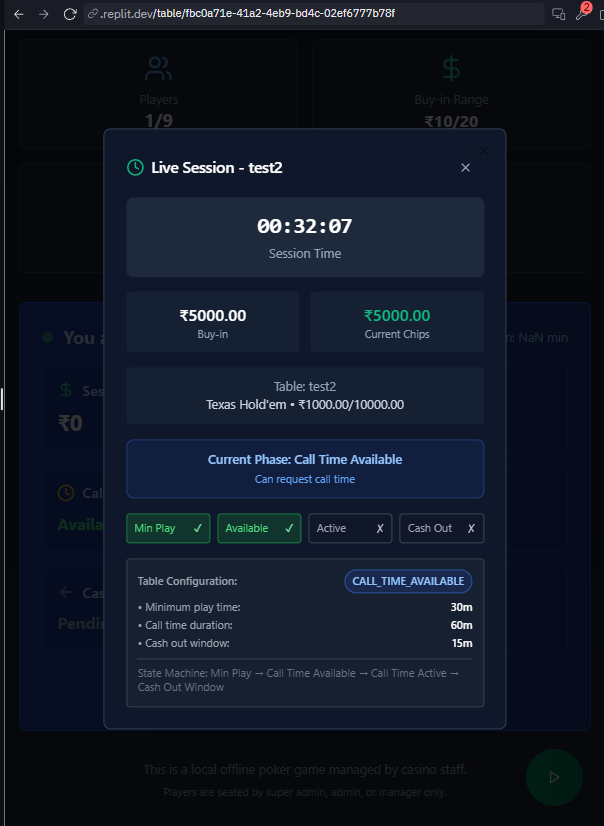 .replit.dev/table/fbc0a71e-41a2-4eb9-bd4c-02ef6777b78f
2
Players
1/9
Buy-in Range
₹10/20
Live Session - test2
00:32:07
Session Time
₹5000.00
Buy-in
₹5000.00
Current Chips
Table: test2
Texas Hold'em • ₹1000.00/10000.00
You a
: NaN min
Ses
₹0
Current Phase: Call Time Available
Can request call time
Cal
Availa
Min Play ✓
Available ✓
Active ✗
Cash Out ✗
Table Configuration:
CALL_TIME_AVAILABLE
• Minimum play time: 30m
• Call time duration: 60m
• Cash out window: 15m
Cas
Pendin
State Machine: Min Play → Call Time Available → Call Time Active →
Cash Out Window
This is a local offline poker game managed by casino staff.
Players are seated by super admin, admin, or manager only.